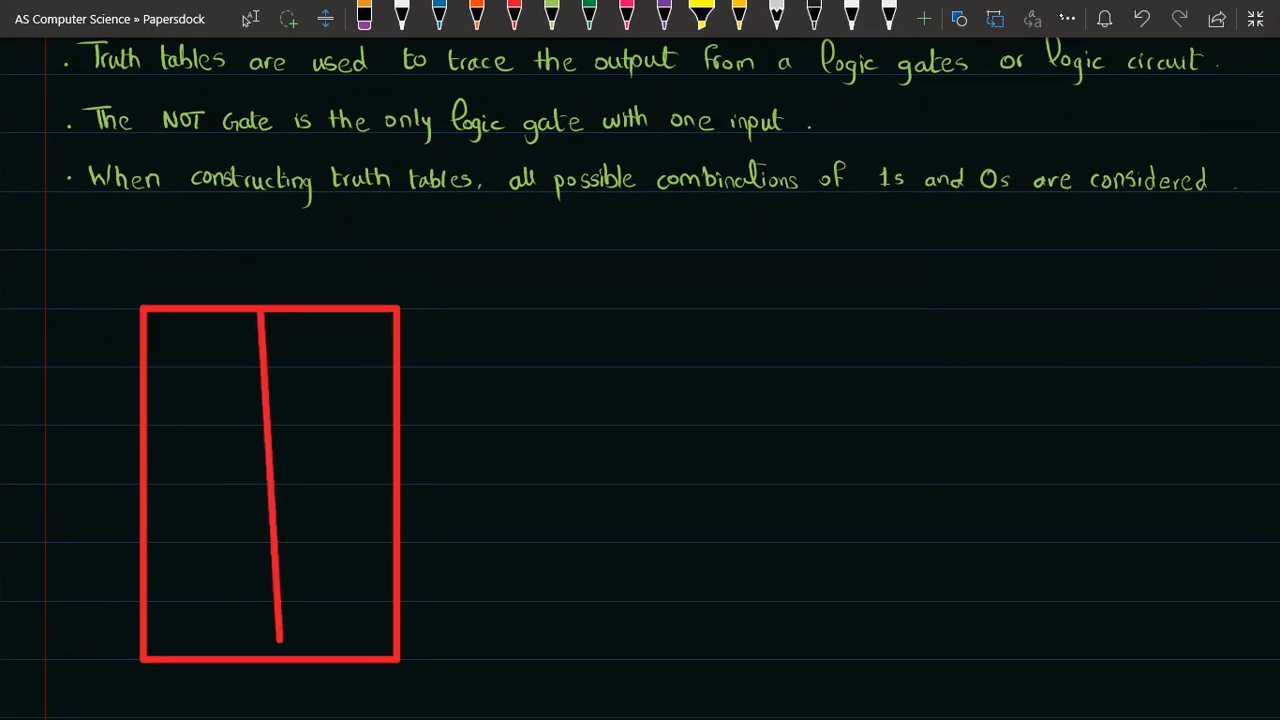 AS Computer Science » Papersdock
. Truth tables are used to trace the output from a logic gates or logic circuit .
. The NOT Gate is the only logic gate with one input .
. When constructing truth tables, all possible combinations of 1s and 0s are considered .